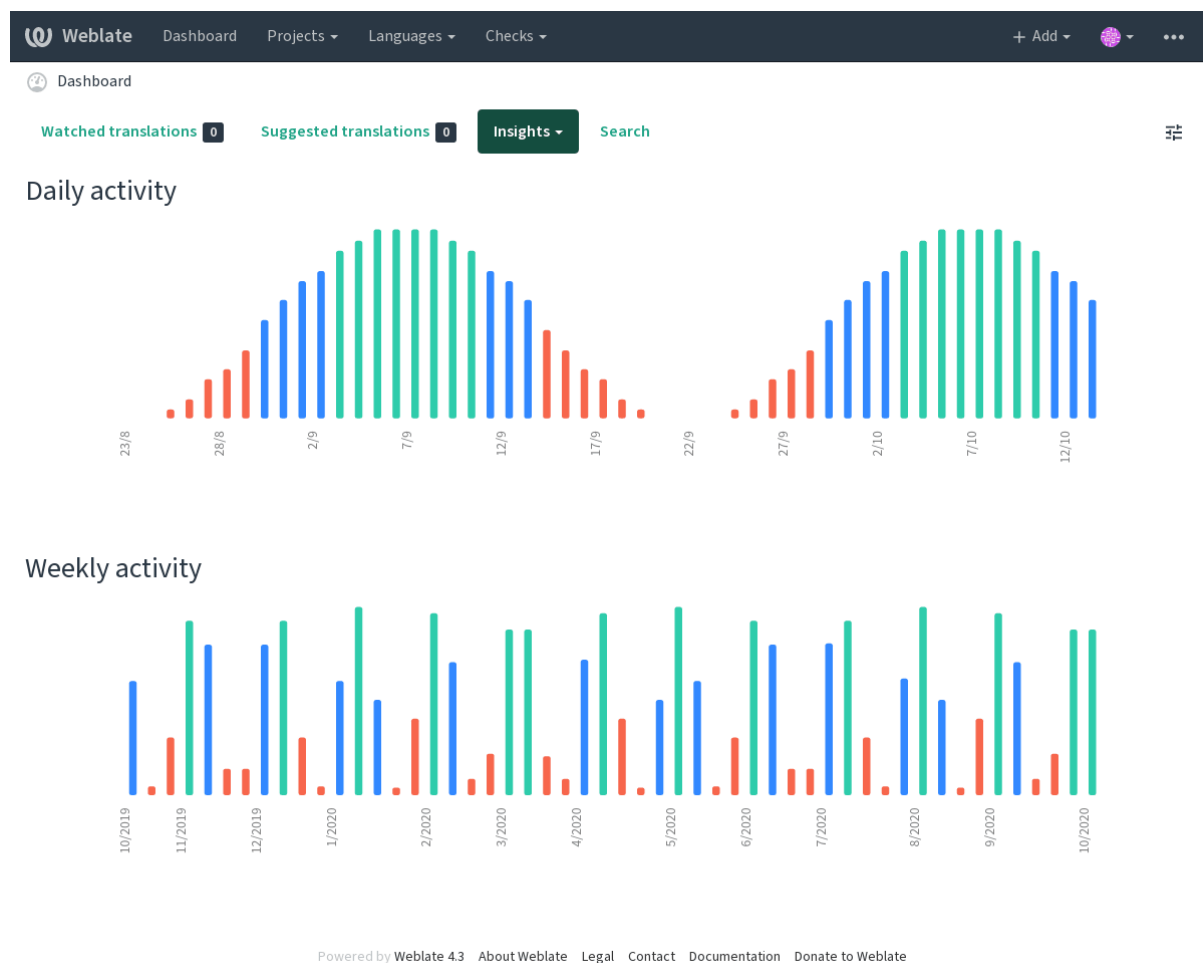 Weblate Dashboard Projects Languages Checks + Add
Dashboard
Watched translations 0 Suggested translations 0 Insights Search
Daily activity
23/8 28/8 2/9 7/9 12/9 17/9 22/9 27/9 2/10 7/10 12/10
Weekly activity
10/2019 11/2019 12/2019 1/2020 2/2020 3/2020 4/2020 5/2020 6/2020 7/2020 8/2020 9/2020 10/2020
Powered by Weblate 4.3 About Weblate Legal Contact Documentation Donate to Weblate